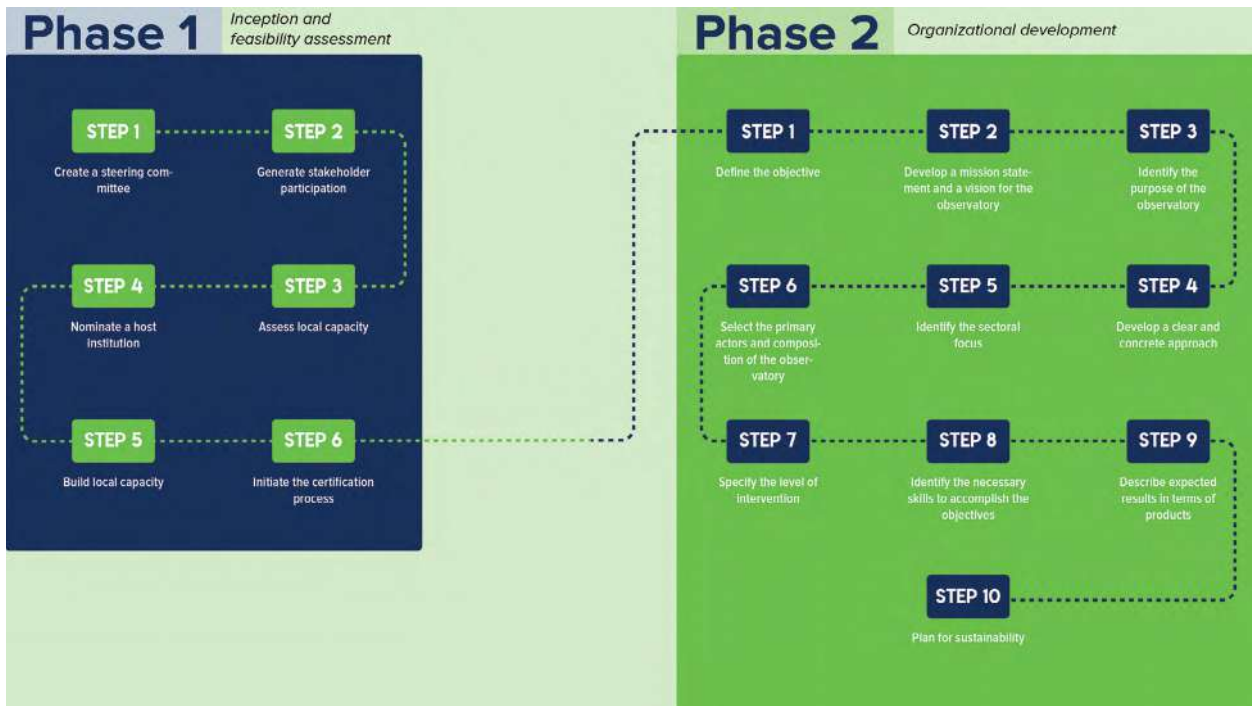 Phase 1
Inception and
feasibility assessment
STEP 1
Create a steering com-
mittee
STEP 2
Generate stakeholder
participation
STEP 3
Assess local capacity
STEP 4
Nominate a host
institution
STEP 5
Build local capacity
STEP 6
Initiate the certification
process
Phase 2
Organizational development
STEP 1
Define the objective
STEP 2
Develop a mission state-
ment and a vision for the
observatory
STEP 3
Identify the
purpose of the
observatory
STEP 4
Develop a clear and
concrete approach
STEP 5
Identify the sectoral
focus
STEP 6
Select the primary
actors and composi-
tion of the obser-
vatory
STEP 7
Specify the level of
intervention
STEP 8
Identify the necessary
skills to accomplish the
objectives
STEP 9
Describe expected
results in terms of
products
STEP 10
Plan for sustainability